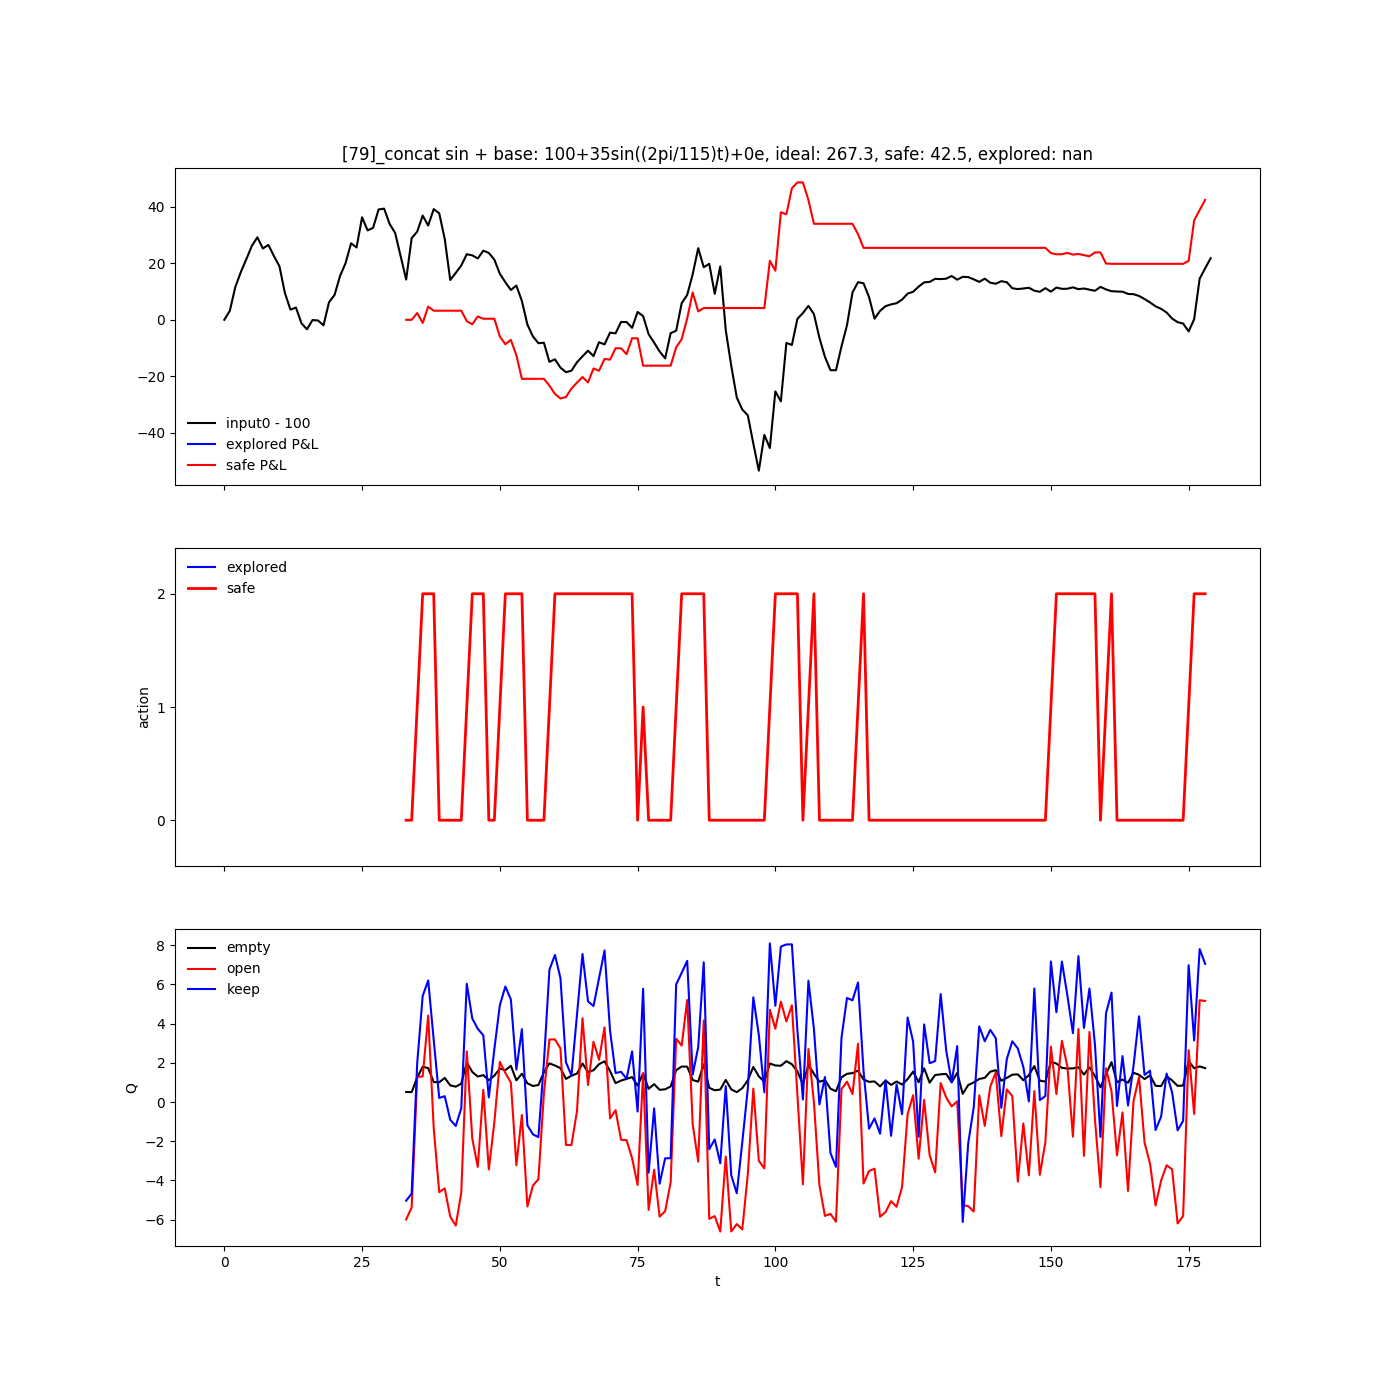 [79]_concat sin + base: 100+35sin((2pi/115)t)+0e, ideal: 267.3, safe: 42.5, explored: nan
40
20
0
−20
−40
input0 - 100
explored P&L
safe P&L
explored
safe
2
1
0
action
empty
open
keep
8
6
4
2
0
−2
−4
−6
Q
0 25 50 75 100 125 150 175
t